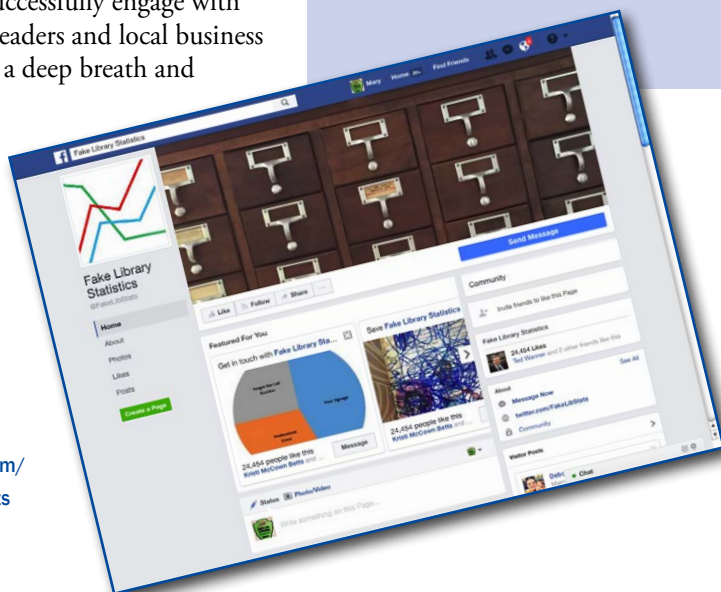 uccessfully engage with
eaders and local business
a deep breath and
Fake Library Statistics
Mary Home Find Friends
Fake Library
Statistics
@FakeLibStats
Home
About
Photos
Likes
Posts
Create a Page
Like Follow Share ...
Send Message
Featured For You
Get in touch with Fake Library Sta...
Professional
24,454 people like this
Kristi McCown Betts and
Message
Save Fake Library Statistics
24,454 people like this
Kristi McCown Betts and ...
Status Photo/Video
Write something on this Page...
Community
Invite friends to like this Page
Fake Library Statistics
24,454 Likes
Ted Wanner and 2 other friends like this
About
See All
Message Now
twitter.com/FakeLibStats
Community
Visitor Posts
Chat
m/
ts